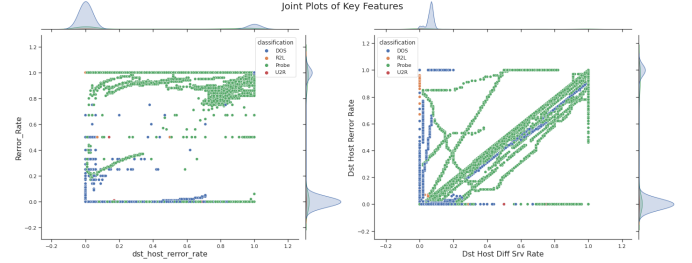 Joint Plots of Key Features
classification
DOS
R2L
Probe
U2R
1.2
1.0
0.8
0.6
0.4
0.2
0.0
−0.2
Rerror_Rate
−0.2 0.0 0.2 0.4 0.6 0.8 1.0 1.2
dst_host_rerror_rate
classification
DOS
R2L
Probe
U2R
1.2
1.0
0.8
0.6
0.4
0.2
0.0
−0.2
Dst Host Rerror Rate
−0.2 0.0 0.2 0.4 0.6 0.8 1.0 1.2
Dst Host Diff Srv Rate